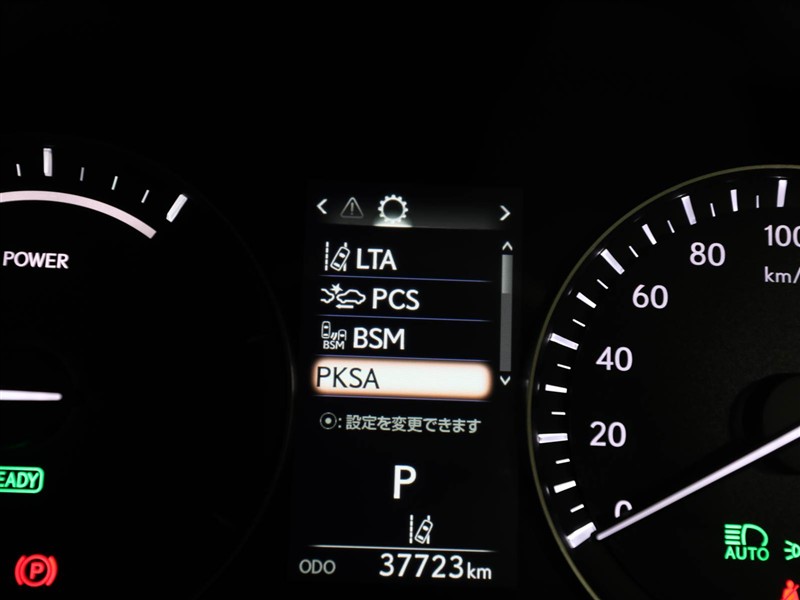 POWER
LTA
PCS
BSM BSM
PKSA
⦿:設定を変更できます
P
ODO 37723km
READY
P
100
km/
80
60
40
20
0
AUTO